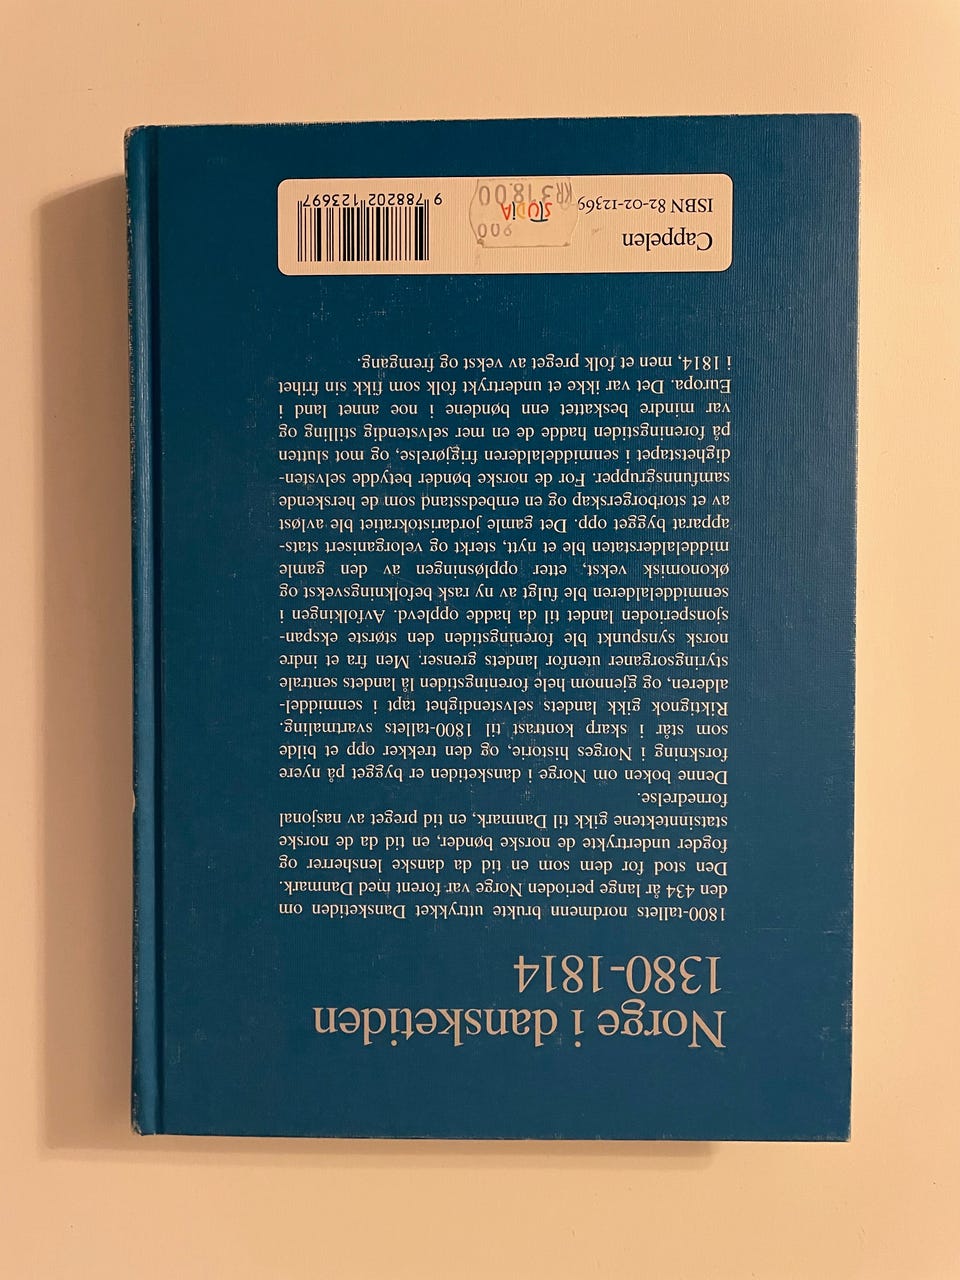 Norge i dansketiden
1380-1814
1800-tallets nordmenn brukte uttrykket Dansketiden om
den 434 år lange perioden Norge var forent med Danmark.
Den stod for dem som en tid da danske lensherrer og
fogder undertrykte de norske bønder, en tid da de norske
statsinntektene gikk til Danmark, en tid preget av nasjonal
fornedrelse.
Denne boken om Norge i dansketiden er bygget på nyere
forskning i Norges historie, og den trekker opp et bilde
som står i skarp kontrast til 1800-tallets svartmaling.
Riktignok gikk landets selvstendighet tapt i senmiddel-
alderen, og gjennom hele foreningstiden lå landets sentrale
styringsorganer utenfor landets grenser. Men fra et indre
norsk synspunkt ble foreningstiden den største ekspan-
sjonsperioden landet til da hadde opplevd. Avfolkingen i
senmiddelalderen ble fulgt av ny rask befolkningsvekst og
økonomisk vekst, etter oppløsningen av den gamle
middelalderstaten ble et nytt, sterkt og velorganisert stats-
apparat bygget opp. Det gamle jordaristokratiet ble avløst
av et storborgerskap og en embedsstand som de herskende
samfunnsgrupper. For de norske bønder betydde selvsten-
dighetstapet i senmiddelalderen frigjørelse, og mot slutten
på foreningstiden hadde de en mer selvstendig stilling og
var mindre beskattet enn bøndene i noe annet land i
Europa. Det var ikke et undertrykt folk som fikk sin frihet
i 1814, men et folk preget av vekst og fremgang.
Cappelen
ISBN 82-02-12369
900
STUDiA
KR318.00
9 788202 123697